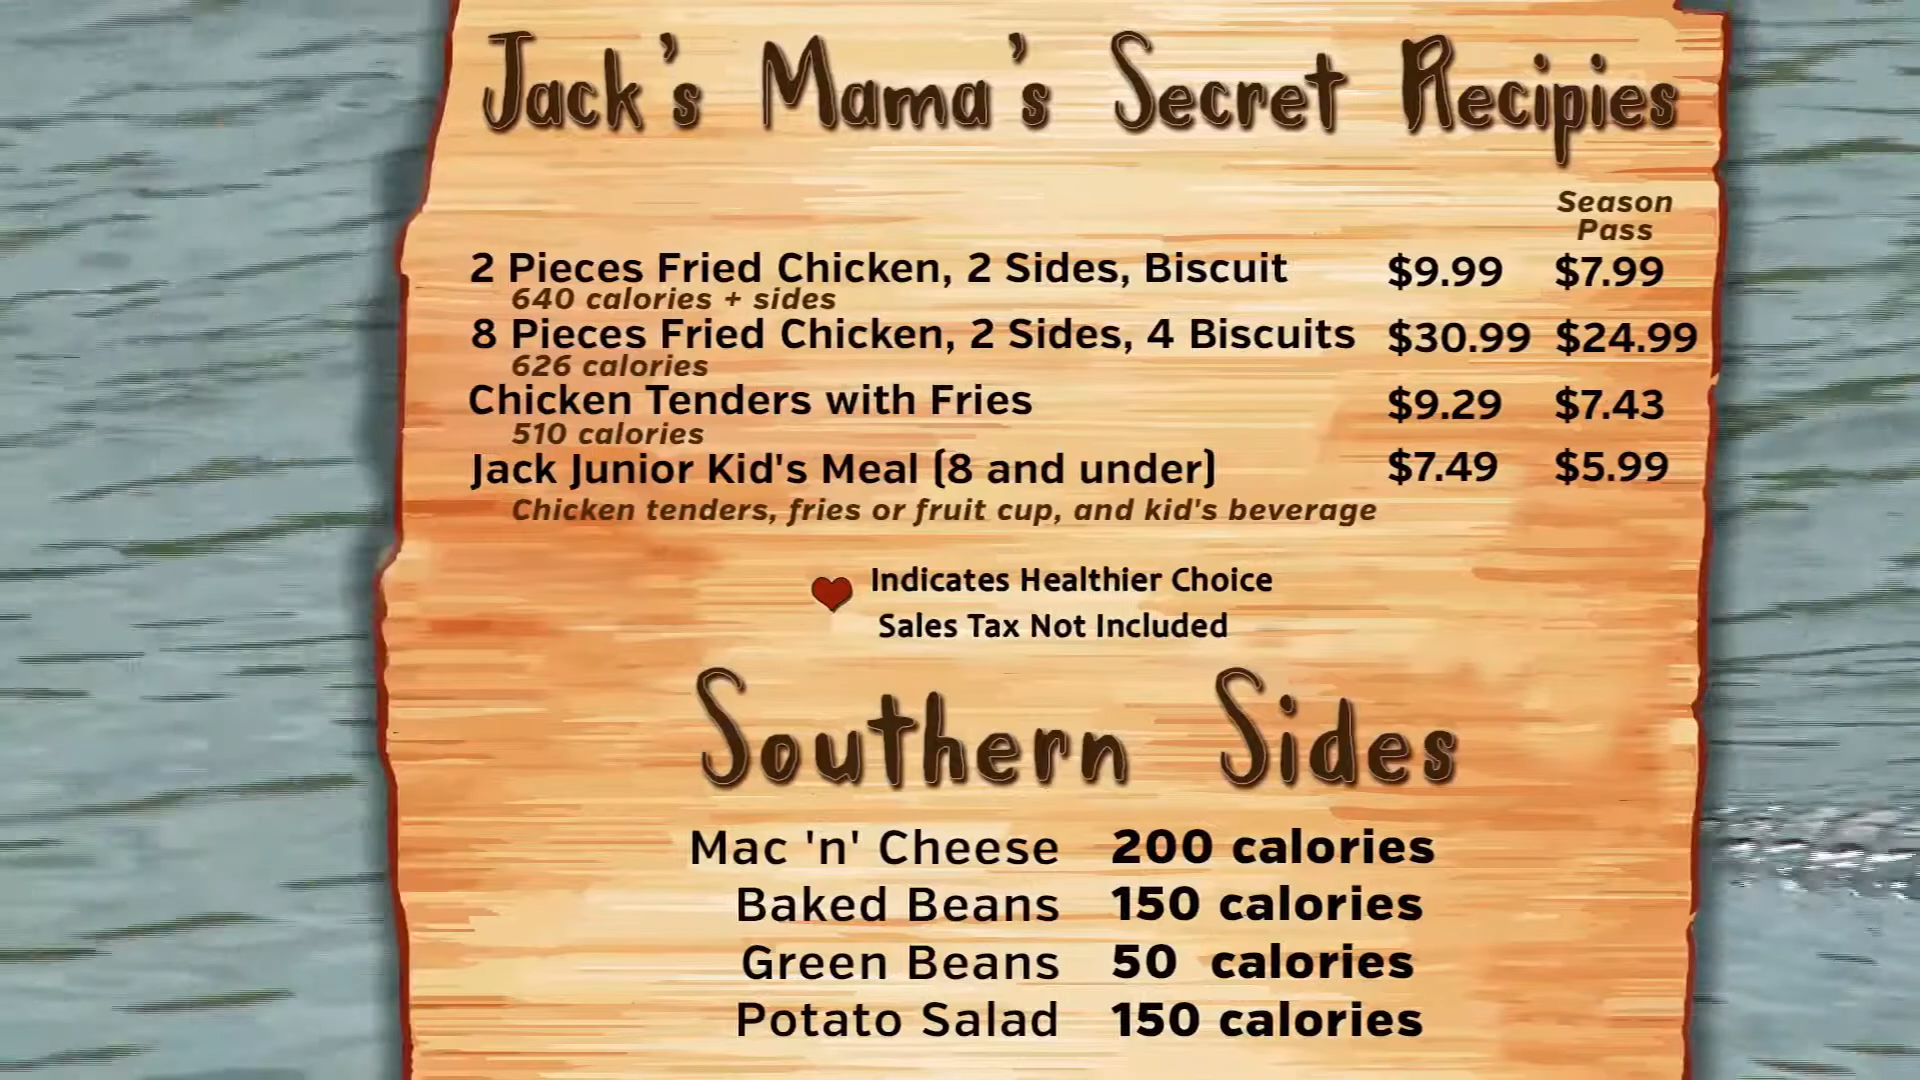 Jack's Mama's Secret Recipies
Season
Pass
2 Pieces Fried Chicken, 2 Sides, Biscuit $9.99 $7.99
640 calories + sides
8 Pieces Fried Chicken, 2 Sides, 4 Biscuits $30.99 $24.99
626 calories
Chicken Tenders with Fries $9.29 $7.43
510 calories
Jack Junior Kid's Meal (8 and under) $7.49 $5.99
Chicken tenders, fries or fruit cup, and kid's beverage
Indicates Healthier Choice
Sales Tax Not Included
Southern Sides
Mac 'n' Cheese 200 calories
Baked Beans 150 calories
Green Beans 50 calories
Potato Salad 150 calories